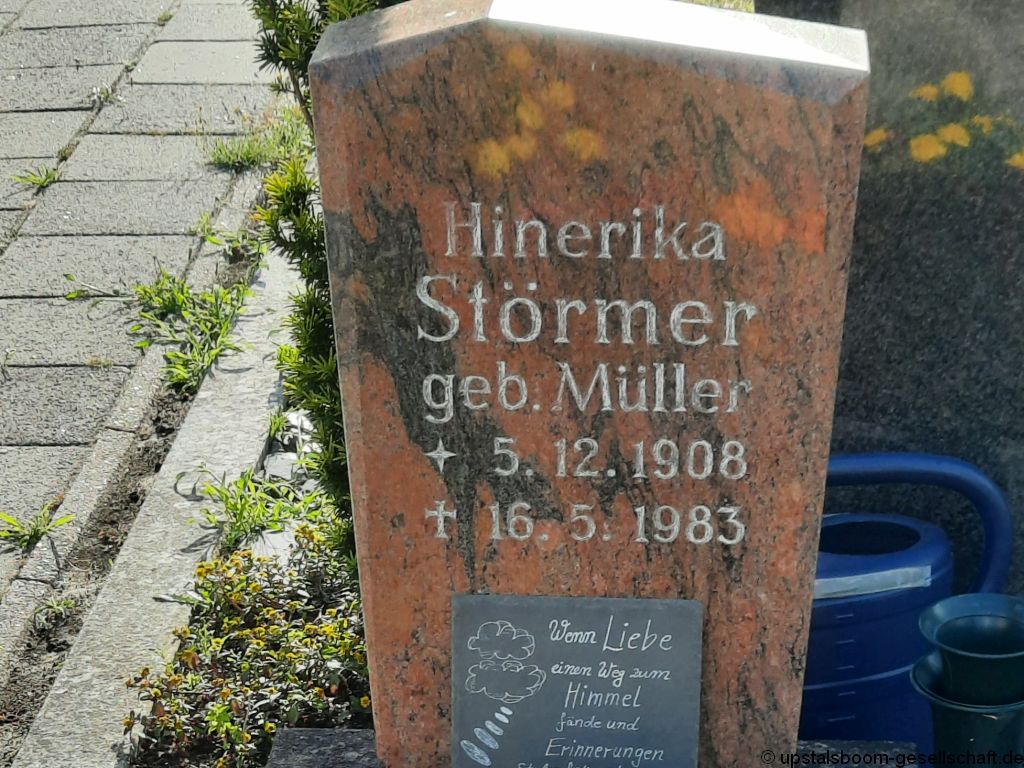 Hinerika
Störmer
geb. Müller
5. 12. 1908
† 16. 5. 1983
Wenn Liebe
einen Weg zum
Himmel
fände und
Erinnerungen
© upstalsboom-gesellschaft.de